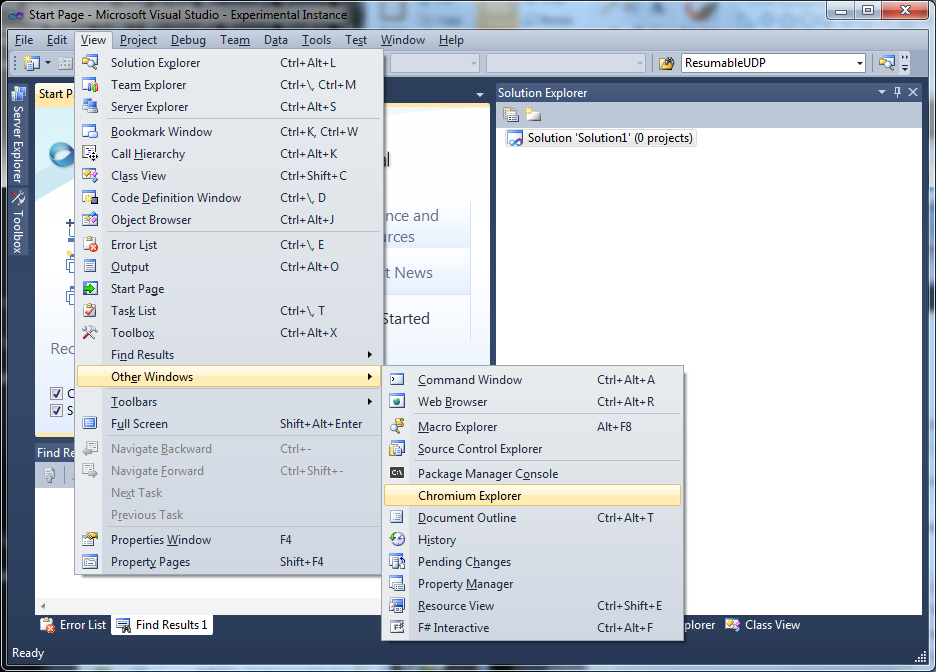 Start Page - Microsoft Visual Studio - Experimental Instance
File Edit View Project Debug Team Data Tools Test Window Help
ResumableUDP
Server Explorer
Toolbox
Start P
Solution Explorer Ctrl+Alt+L
Team Explorer Ctrl+\, Ctrl+M
Server Explorer Ctrl+Alt+S
Bookmark Window Ctrl+K, Ctrl+W
Call Hierarchy Ctrl+Alt+K
Class View Ctrl+Shift+C
Code Definition Window Ctrl+\, D
Object Browser Ctrl+Alt+J
Error List Ctrl+\, E
Output Ctrl+Alt+O
Start Page
Task List Ctrl+\, T
Toolbox Ctrl+Alt+X
Find Results
Other Windows
Toolbars
Full Screen Shift+Alt+Enter
Navigate Backward Ctrl+-
Navigate Forward Ctrl+Shift+-
Next Task
Previous Task
Properties Window F4
Property Pages Shift+F4
Command Window Ctrl+Alt+A
Web Browser Ctrl+Alt+R
Macro Explorer Alt+F8
Source Control Explorer
Package Manager Console
Chromium Explorer
Document Outline Ctrl+Alt+T
History
Pending Changes
Property Manager
Resource View Ctrl+Shift+E
F# Interactive Ctrl+Alt+F
nce and
rces
t News
Started
Rec
C
S
Find Re
Solution Explorer
Solution 'Solution1' (0 projects)
Error List Find Results 1
plorer Class View
Ready